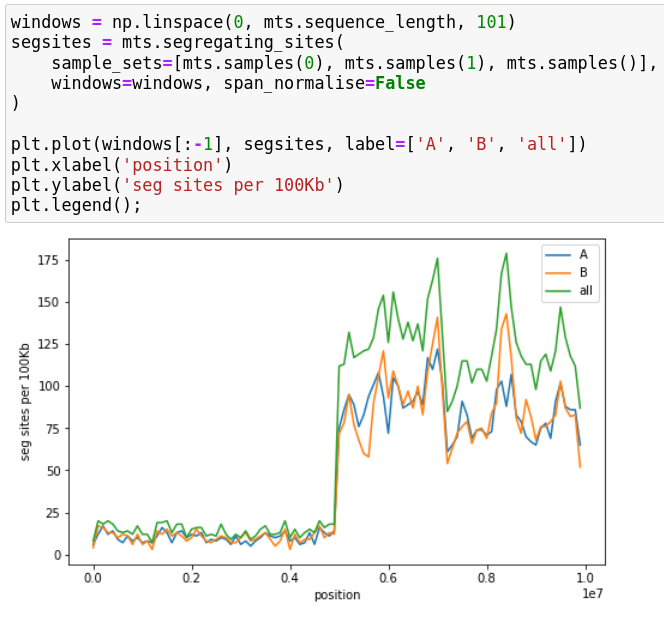 windows = np.linspace(0, mts.sequence_length, 101)
segsites = mts.segregating_sites(
    sample_sets=[mts.samples(0), mts.samples(1), mts.samples()],
    windows=windows, span_normalise=False
)

plt.plot(windows[:-1], segsites, label=['A', 'B', 'all'])
plt.xlabel('position')
plt.ylabel('seg sites per 100Kb')
plt.legend();
A
B
all
175
150
125
100
75
50
25
0
seg sites per 100Kb
0.0 0.2 0.4 0.6 0.8 1.0
1e7
position